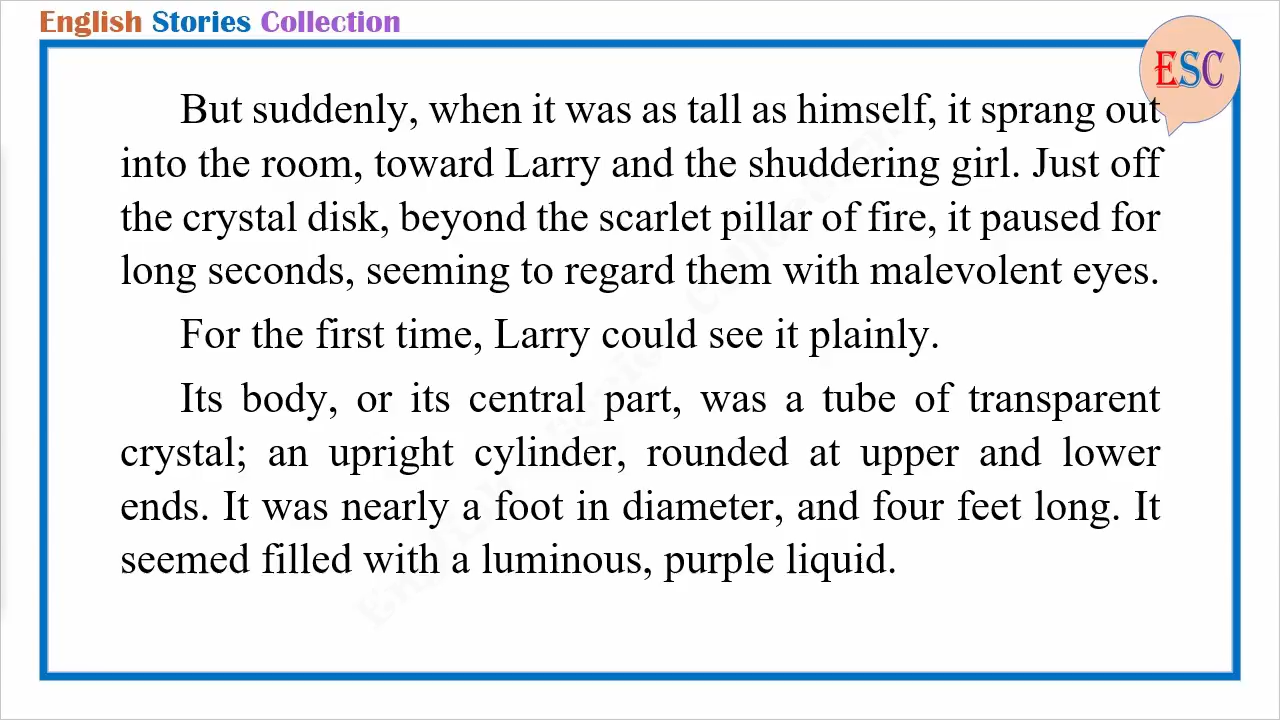 English Stories Collection
ESC
But suddenly, when it was as tall as himself, it sprang out
into the room, toward Larry and the shuddering girl. Just off
the crystal disk, beyond the scarlet pillar of fire, it paused for
long seconds, seeming to regard them with malevolent eyes.
For the first time, Larry could see it plainly.
Its body, or its central part, was a tube of transparent
crystal; an upright cylinder, rounded at upper and lower
ends. It was nearly a foot in diameter, and four feet long. It
seemed filled with a luminous, purple liquid.